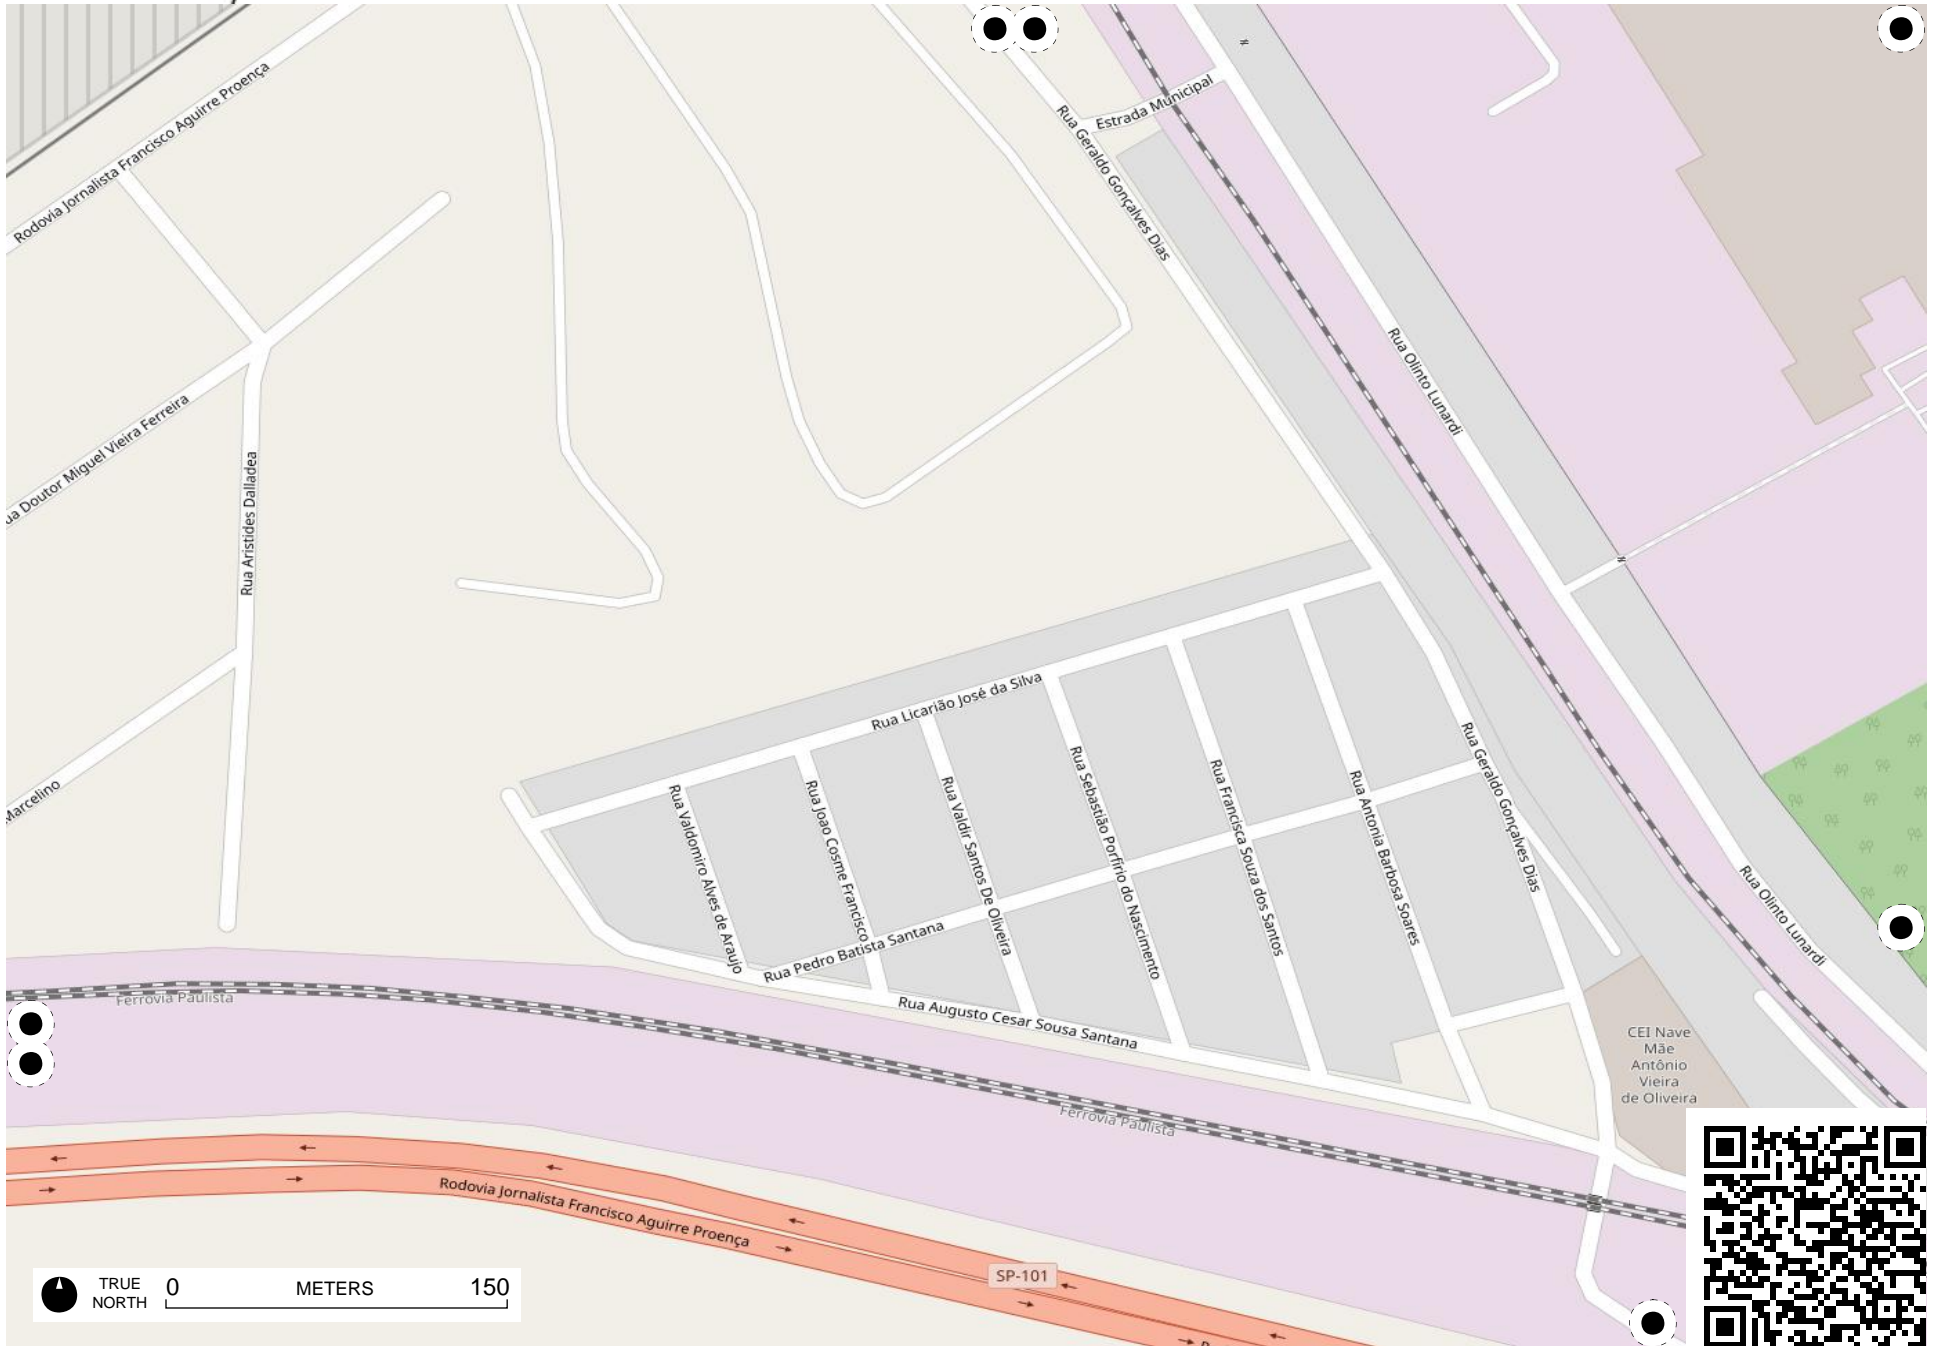 Rodovia Jornalista Francisco Aguirre Proença
Estrada Municipal
Rua Geraldo Gonçalves Dias
Rua Olinto Lunardi
ua Doutor Miguel Vieira Ferreira
Rua Aristides Dalladea
Marcelino
Rua Licarião José da Silva
Rua Valdomiro Alves de Araujo
Rua Joao Cosme Francisco
Rua Valdir Santos De Oliveira
Rua Sebastião Porfírio do Nascimento
Rua Francisca Souza dos Santos
Rua Antonia Barbosa Soares
Rua Geraldo Gonçalves Dias
Rua Olinto Lunardi
Rua Pedro Batista Santana
Rua Augusto Cesar Sousa Santana
Ferrovia Paulista
CEI Nave
Mãe
Antônio
Vieira
de Oliveira
Ferrovia Paulista
Rodovia Jornalista Francisco Aguirre Proença
SP-101
TRUE
NORTH
0 METERS 150